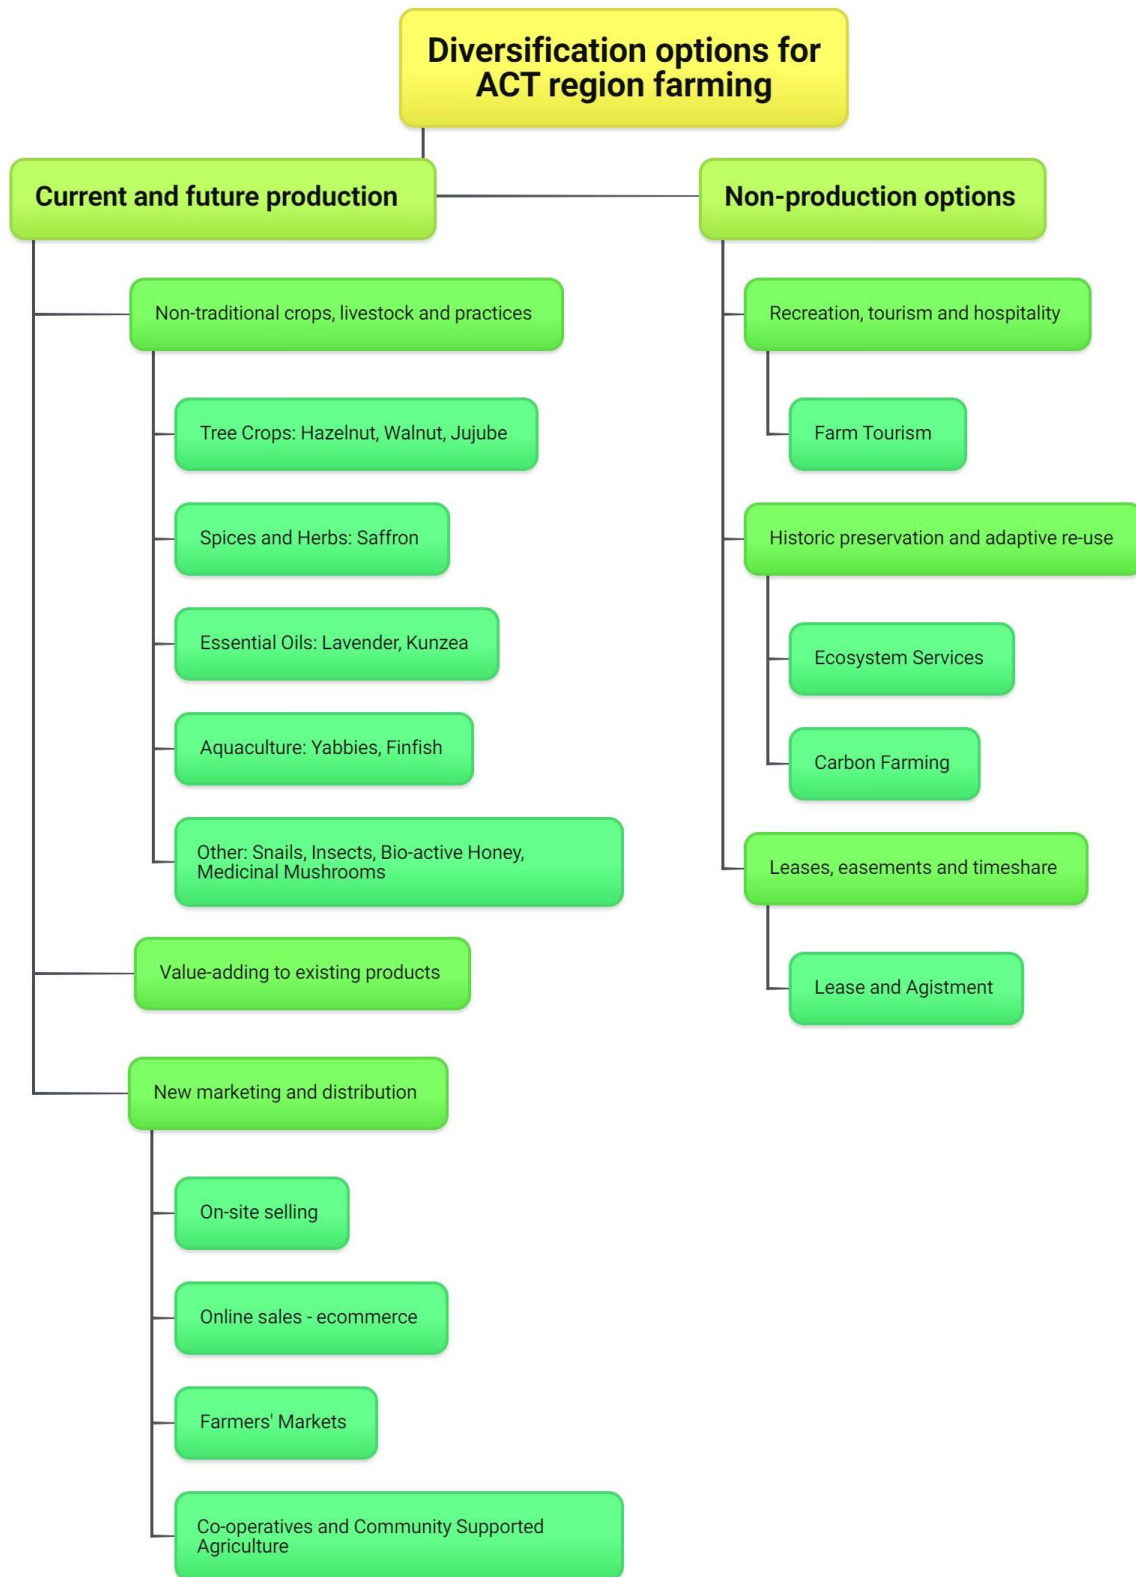 Diversification options for
ACT region farming
Current and future production
Non-production options
Non-traditional crops, livestock and practices
Tree Crops: Hazelnut, Walnut, Jujube
Spices and Herbs: Saffron
Essential Oils: Lavender, Kunzea
Aquaculture: Yabbies, Finfish
Other: Snails, Insects, Bio-active Honey,
Medicinal Mushrooms
Value-adding to existing products
New marketing and distribution
On-site selling
Online sales - ecommerce
Farmers' Markets
Co-operatives and Community Supported
Agriculture
Recreation, tourism and hospitality
Farm Tourism
Historic preservation and adaptive re-use
Ecosystem Services
Carbon Farming
Leases, easements and timeshare
Lease and Agistment